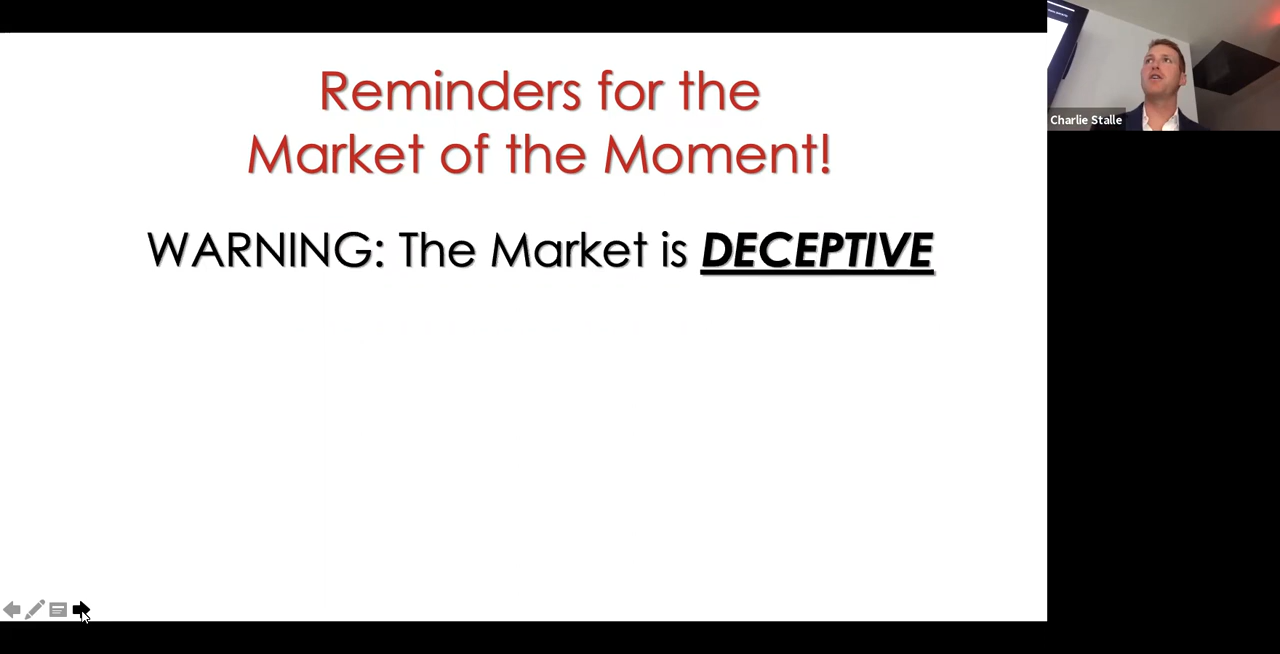 Reminders for the
Market of the Moment!
WARNING: The Market is DECEPTIVE
Charlie Stalle